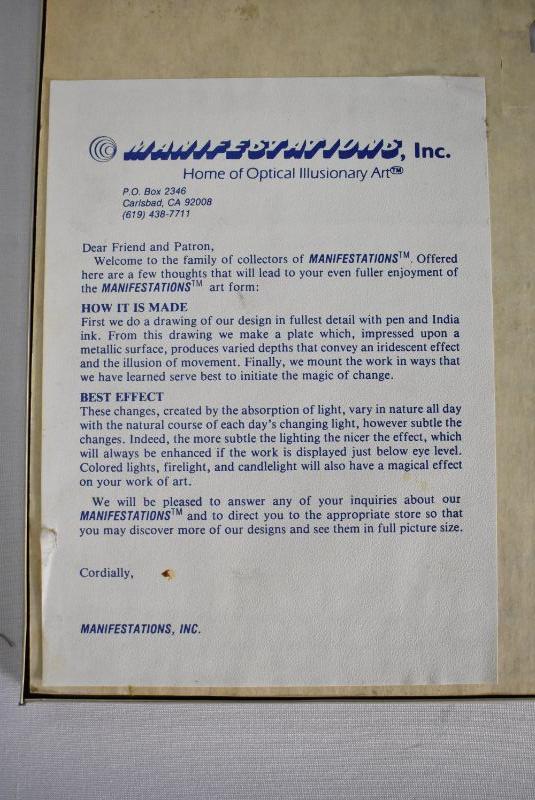 MANIFESTATIONS, Inc.
Home of Optical Illusionary Art™
P.O. Box 2346
Carlsbad, CA 92008
(619) 438-7711
Dear Friend and Patron,
Welcome to the family of collectors of MANIFESTATIONS™. Offered
here are a few thoughts that will lead to your even fuller enjoyment of
the MANIFESTATIONS™ art form:
HOW IT IS MADE
First we do a drawing of our design in fullest detail with pen and India
ink. From this drawing we make a plate which, impressed upon a
metallic surface, produces varied depths that convey an iridescent effect
and the illusion of movement. Finally, we mount the work in ways that
we have learned serve best to initiate the magic of change.
BEST EFFECT
These changes, created by the absorption of light, vary in nature all day
with the natural course of each day's changing light, however subtle the
changes. Indeed, the more subtle the lighting the nicer the effect, which
will always be enhanced if the work is displayed just below eye level.
Colored lights, firelight, and candlelight will also have a magical effect
on your work of art.
We will be pleased to answer any of your inquiries about our
MANIFESTATIONS™ and to direct you to the appropriate store so that
you may discover more of our designs and see them in full picture size.
Cordially,
MANIFESTATIONS, INC.